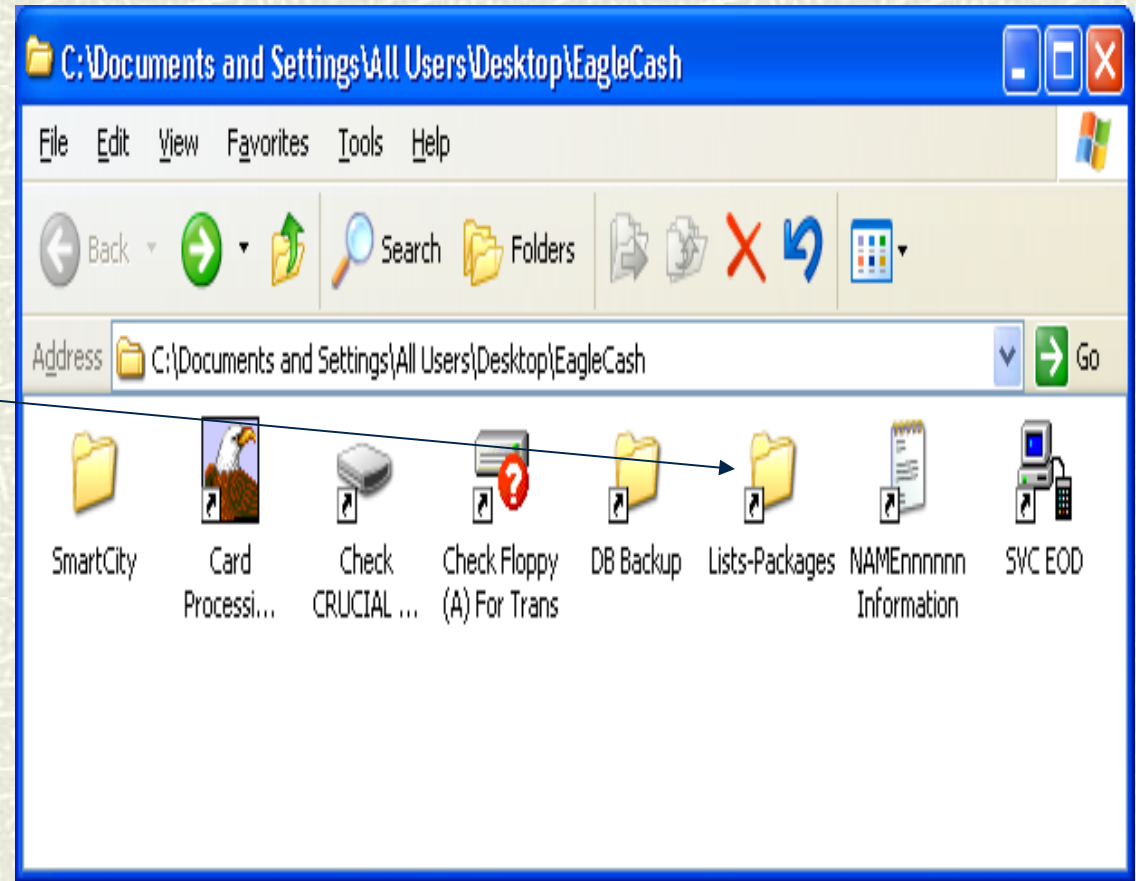 C:\Documents and Settings\All Users\Desktop\EagleCash
File Edit View Favorites Tools Help
Back Search Folders
Address C:\Documents and Settings\All Users\Desktop\EagleCash Go
SmartCity Card Check Check Floppy DB Backup Lists-Packages NAMEnnnnnn SVC EOD
Processi... CRUCIAL ... (A) For Trans Information